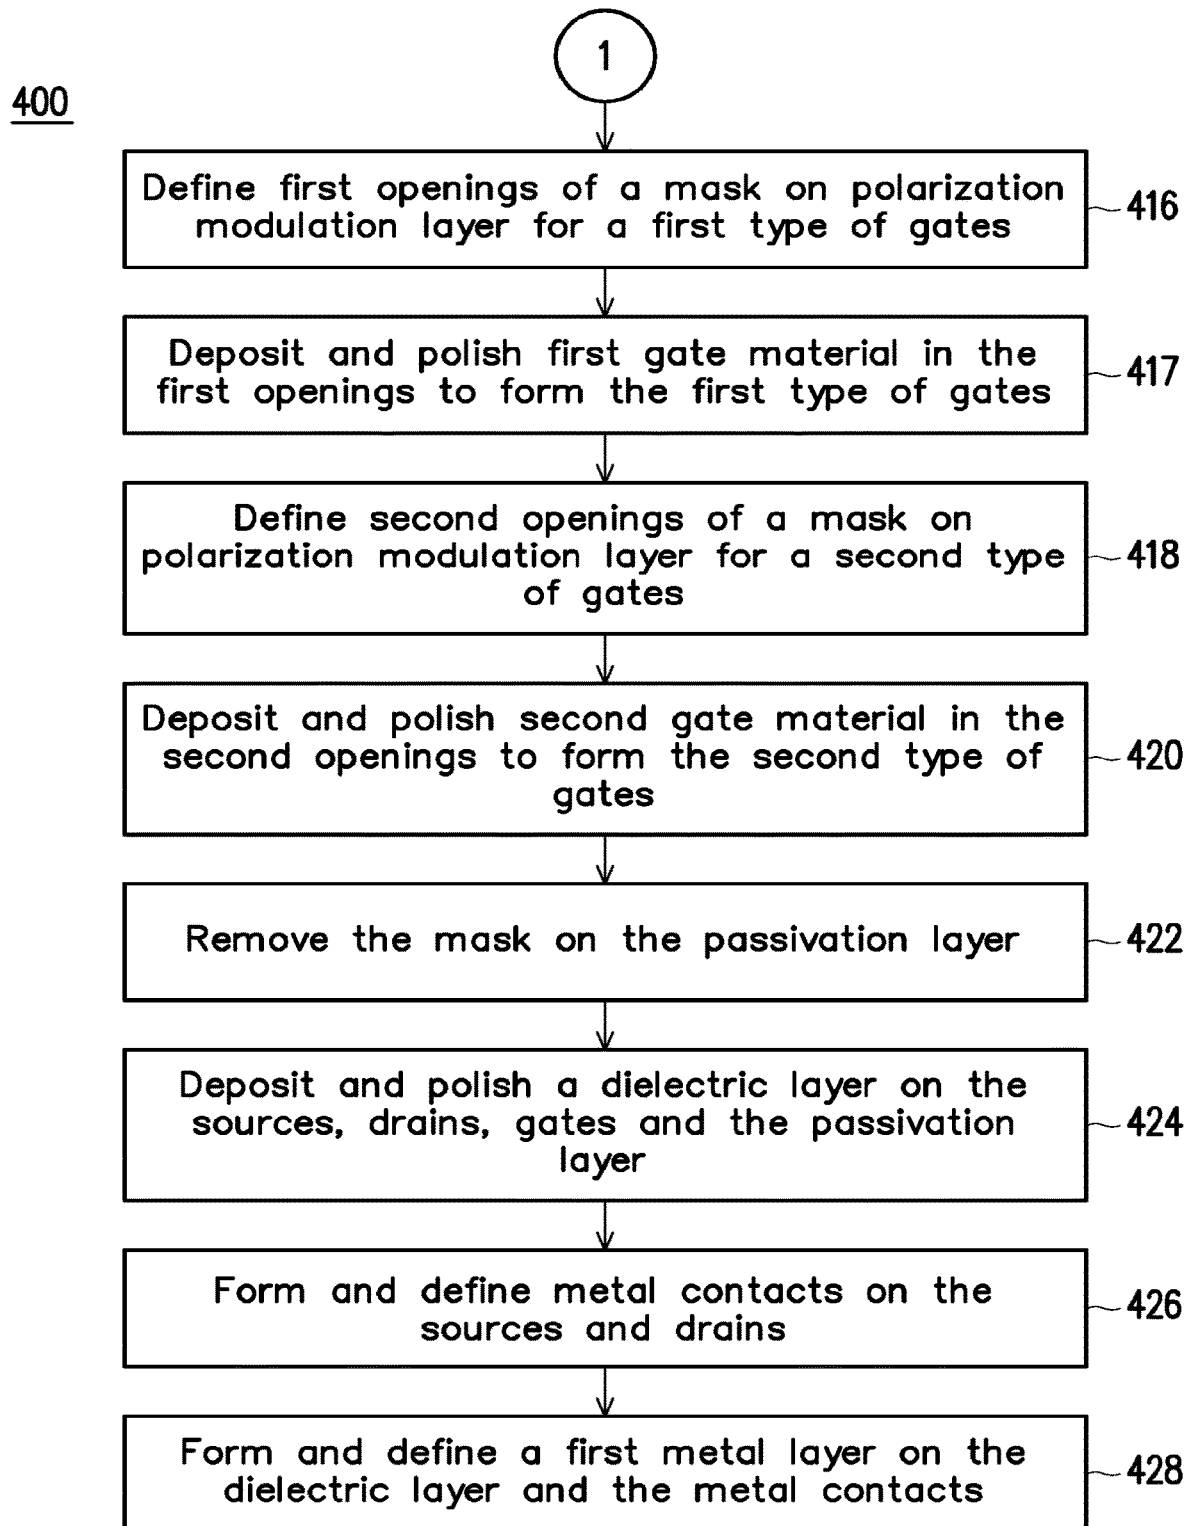 1
400
Define first openings of a mask on polarization
modulation layer for a first type of gates
416
Deposit and polish first gate material in the
first openings to form the first type of gates
417
Define second openings of a mask on
polarization modulation layer for a second type
of gates
418
Deposit and polish second gate material in the
second openings to form the second type of
gates
420
Remove the mask on the passivation layer
422
Deposit and polish a dielectric layer on the
sources, drains, gates and the passivation
layer
424
Form and define metal contacts on the
sources and drains
426
Form and define a first metal layer on the
dielectric layer and the metal contacts
428